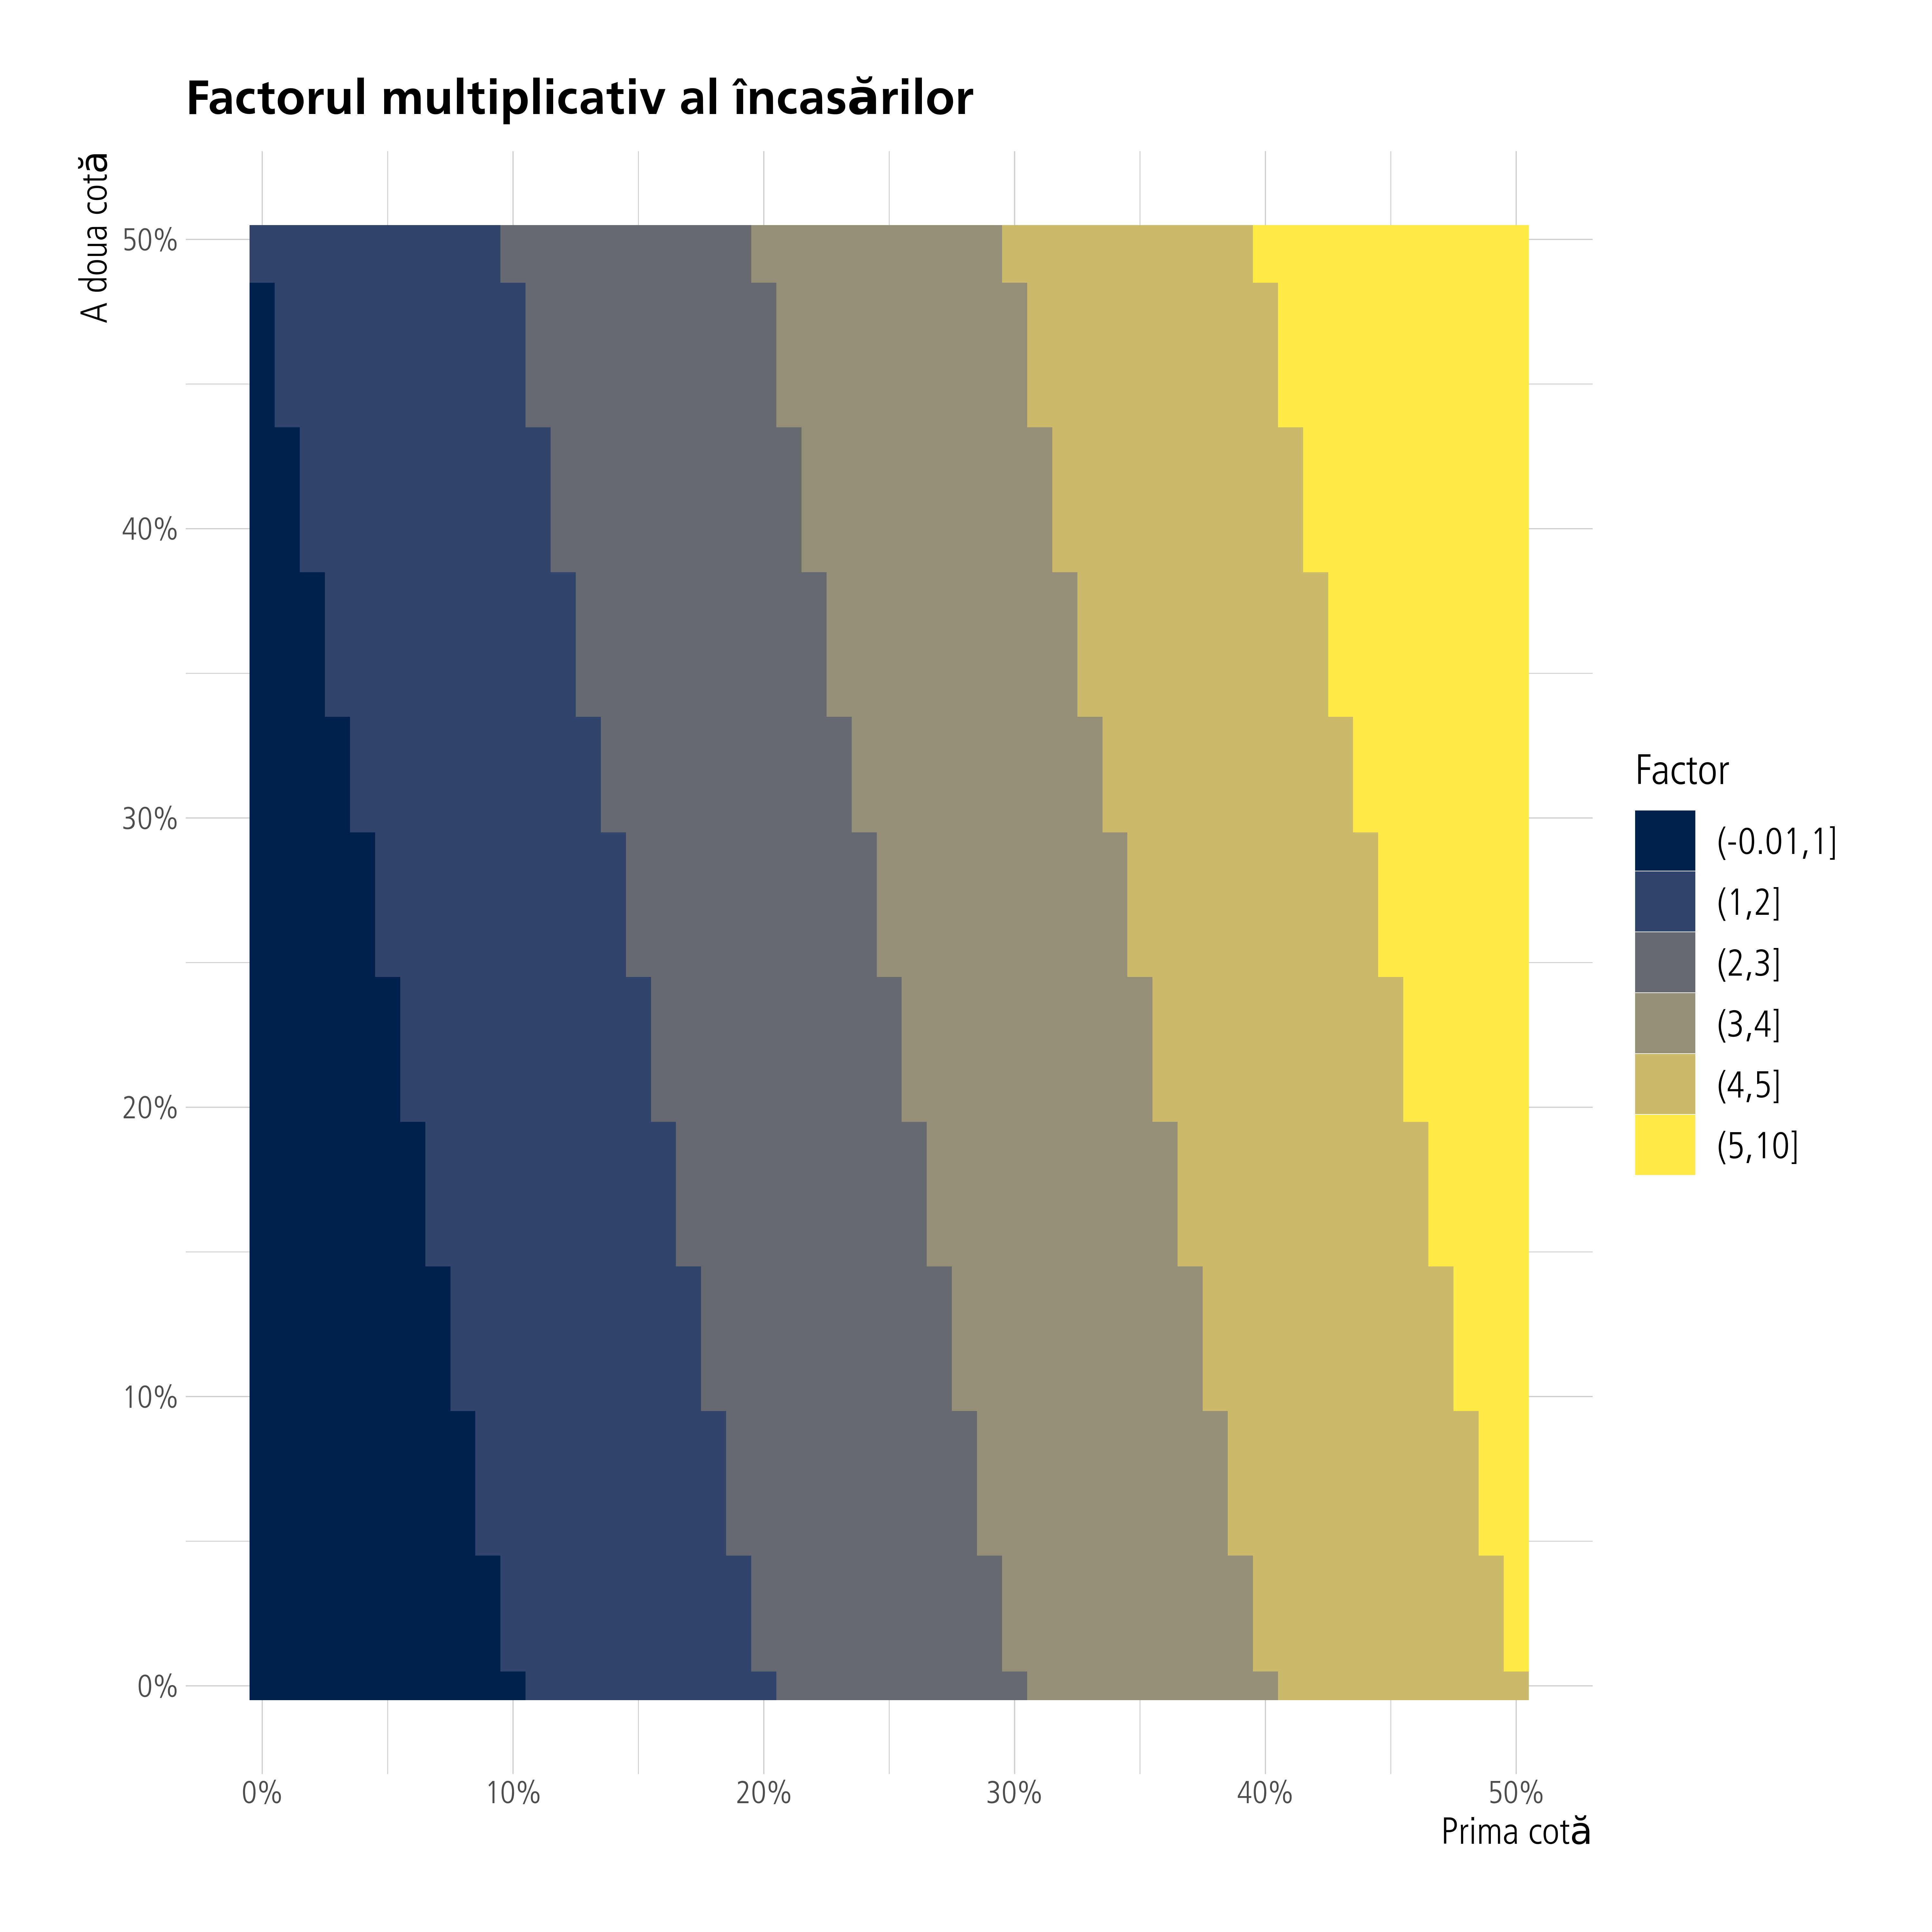 Factorul multiplicativ al încasărilor
A doua cotă
50%
40%
30%
20%
10%
0%
0% 10% 20% 30% 40% 50%
Prima cotă
Factor
(-0.01,1]
(1,2]
(2,3]
(3,4]
(4,5]
(5,10]